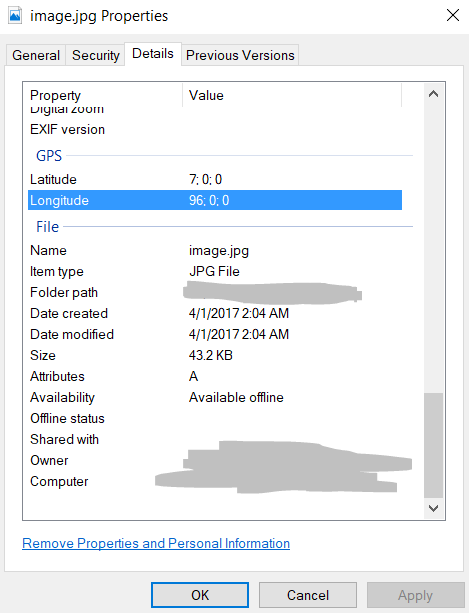 image.jpg Properties
General Security Details Previous Versions
Property Value
Digital zoom
EXIF version
GPS
Latitude 7; 0; 0
Longitude 96; 0; 0
File
Name image.jpg
Item type JPG File
Folder path
Date created 4/1/2017 2:04 AM
Date modified 4/1/2017 2:04 AM
Size 43.2 KB
Attributes A
Availability Available offline
Offline status
Shared with
Owner
Computer
Remove Properties and Personal Information
OK Cancel Apply